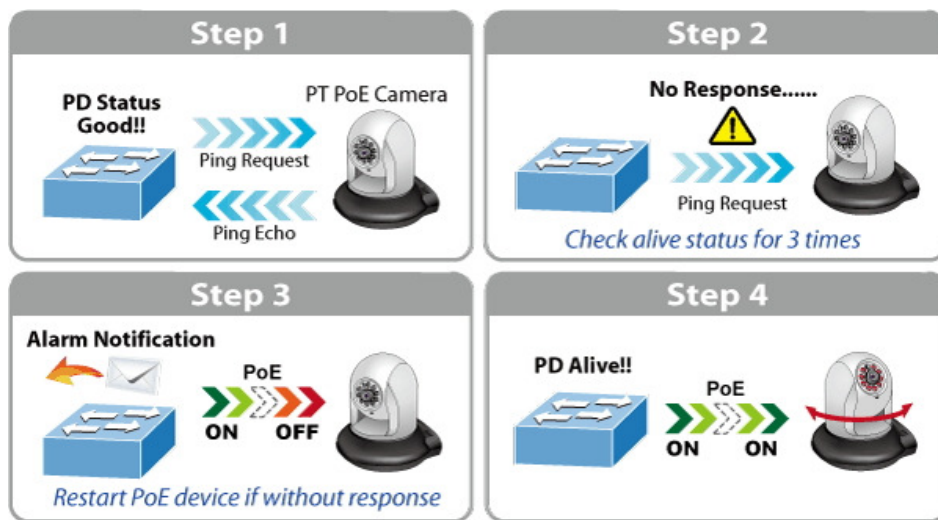 Step 1
PD Status
Good!!
PT PoE Camera
Ping Request
Ping Echo
Step 2
No Response......
Ping Request
Check alive status for 3 times
Step 3
Alarm Notification
PoE
ON OFF
Restart PoE device if without response
Step 4
PD Alive!!
PoE
ON ON